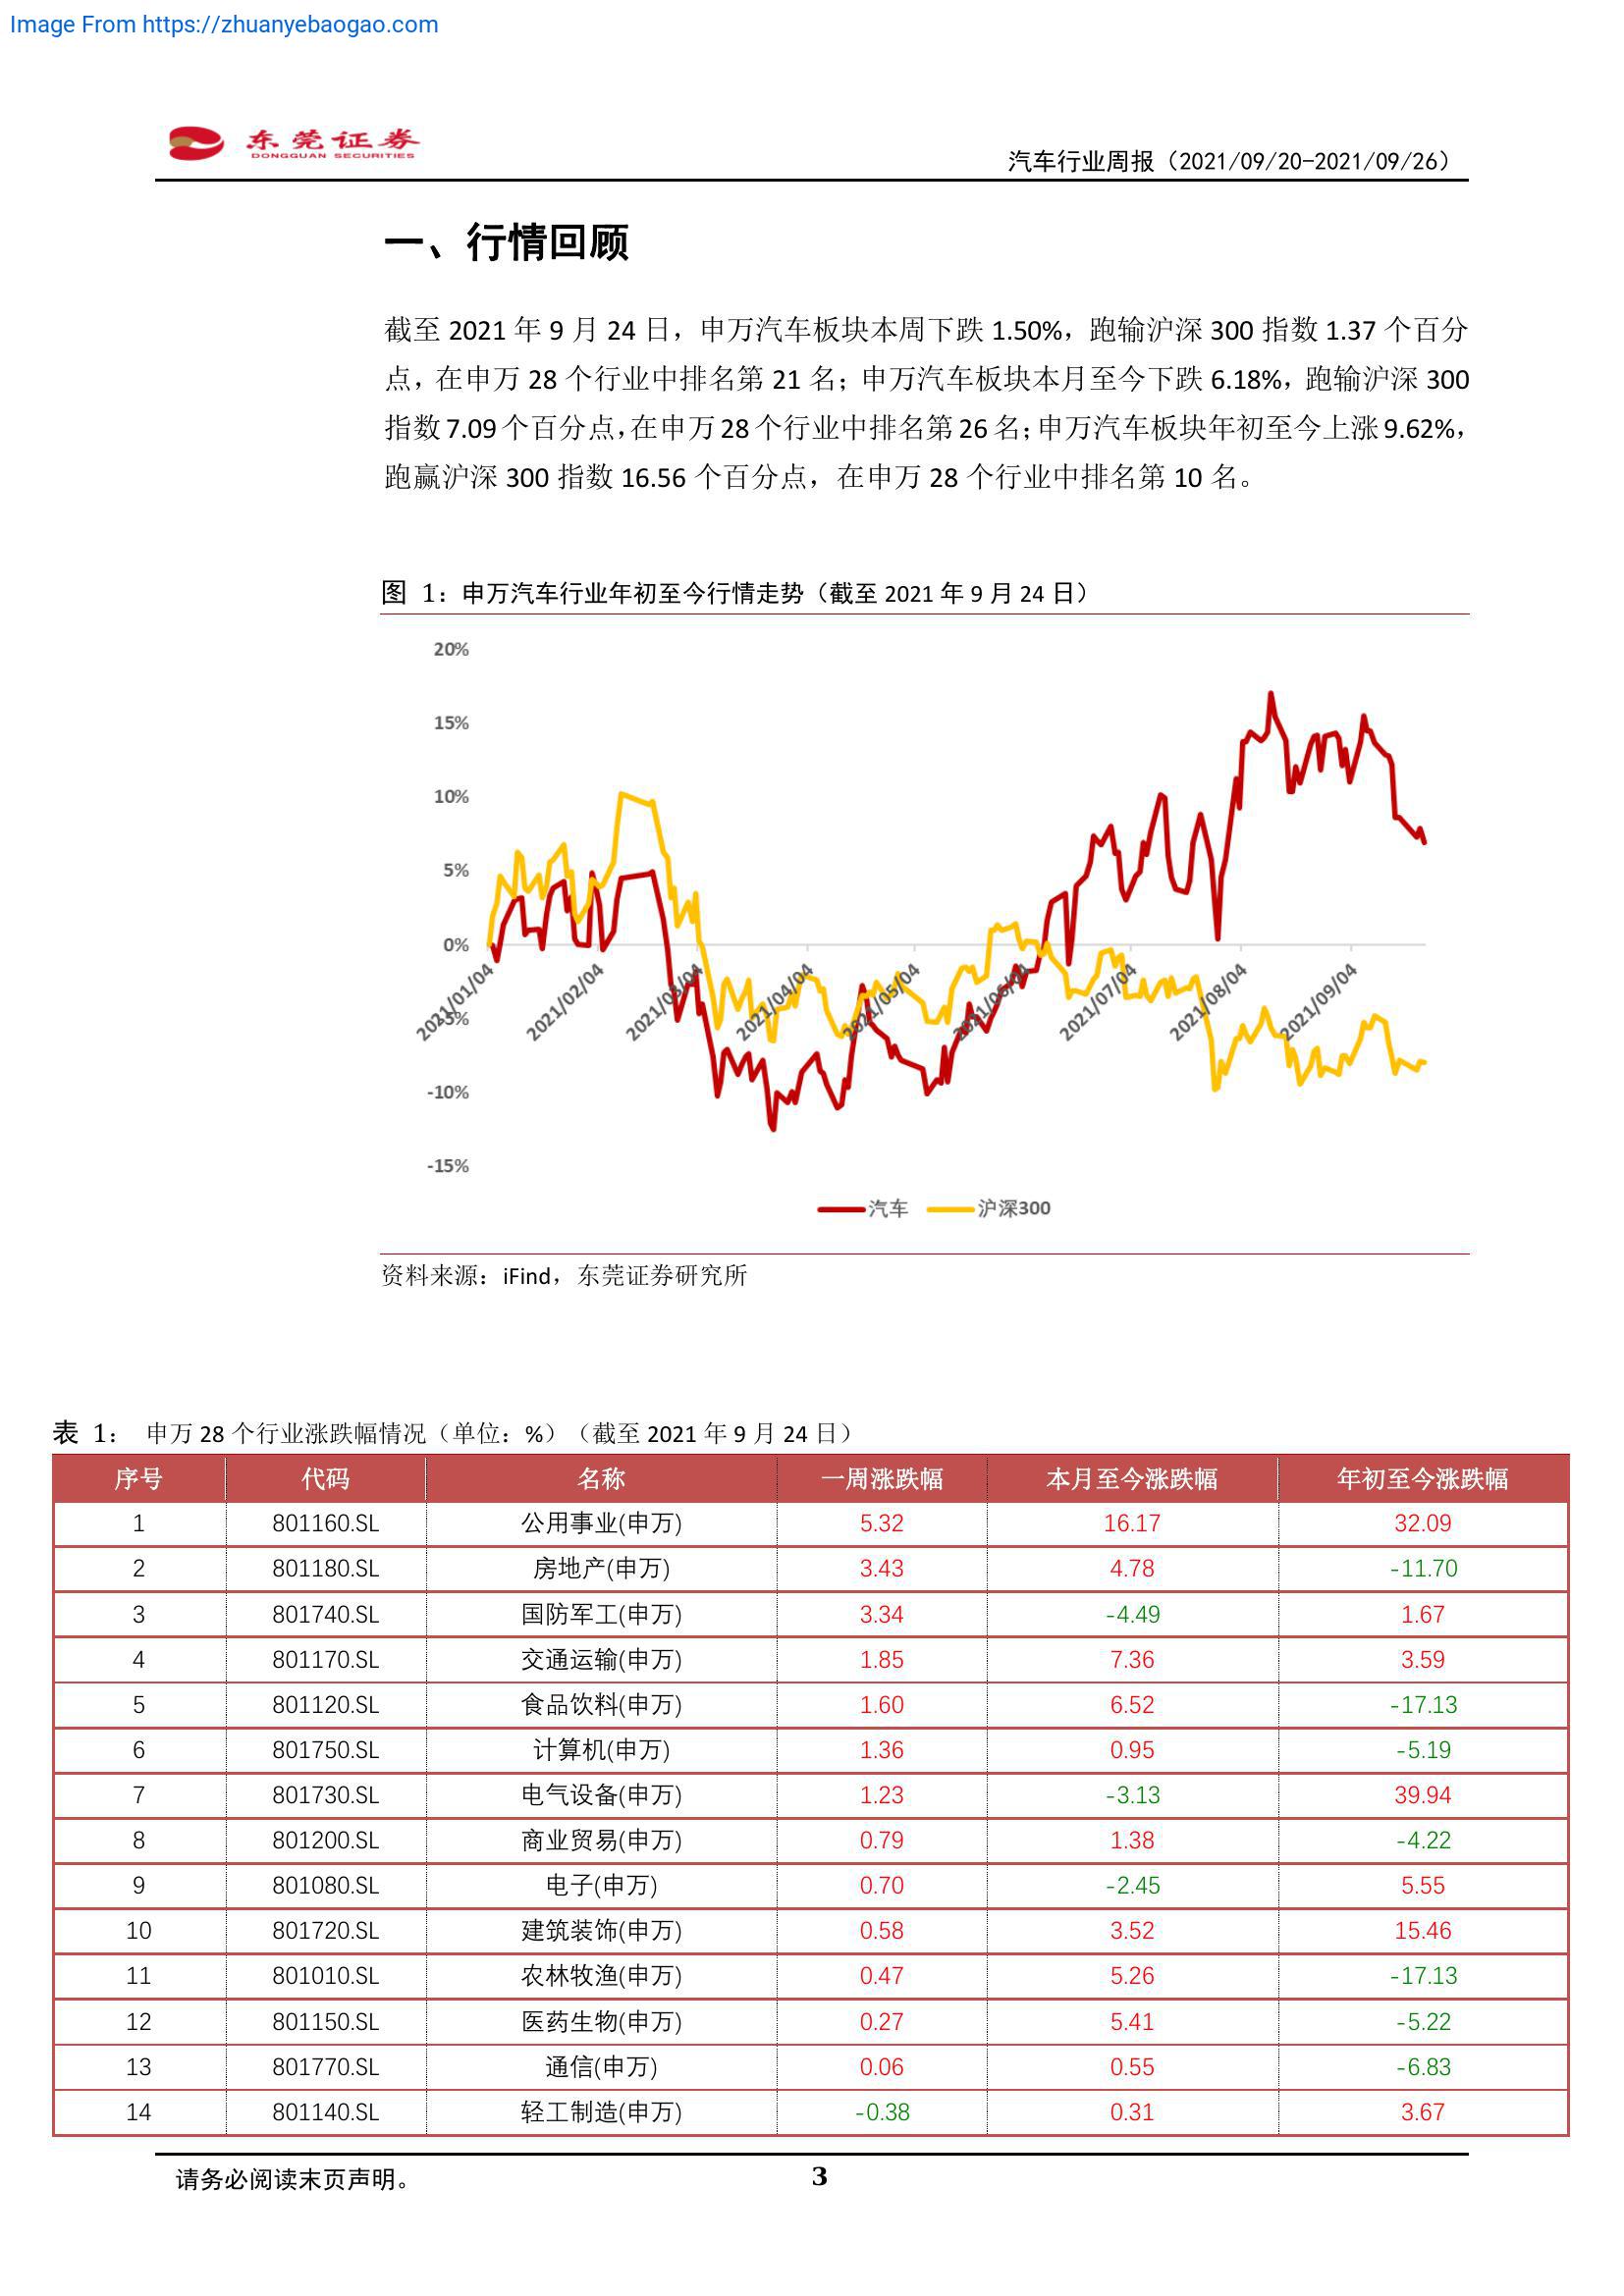 Image From https://zhuanyebaogao.com
东莞证券
DONGGUAN SECURITIES
汽车行业周报（2021/09/20-2021/09/26）
一、行情回顾
截至 2021 年 9 月 24 日，申万汽车板块本周下跌 1.50%，跑输沪深 300 指数 1.37 个百分
点，在申万 28 个行业中排名第 21 名；申万汽车板块本月至今下跌 6.18%，跑输沪深 300
指数 7.09 个百分点，在申万 28 个行业中排名第 26 名；申万汽车板块年初至今上涨 9.62%，
跑赢沪深 300 指数 16.56 个百分点，在申万 28 个行业中排名第 10 名。
图 1：申万汽车行业年初至今行情走势（截至 2021 年 9 月 24 日）
20%
15%
10%
5%
0%
-5%
-10%
-15%
2021/01/04 2021/02/04 2021/03/04 2021/04/04 2021/05/04 2021/06/04 2021/07/04 2021/08/04 2021/09/04
汽车 沪深300
资料来源：iFind，东莞证券研究所
表 1： 申万 28 个行业涨跌幅情况（单位：%）（截至 2021 年 9 月 24 日）
序号 代码 名称 一周涨跌幅 本月至今涨跌幅 年初至今涨跌幅
1 801160.SL 公用事业(申万) 5.32 16.17 32.09
2 801180.SL 房地产(申万) 3.43 4.78 -11.70
3 801740.SL 国防军工(申万) 3.34 -4.49 1.67
4 801170.SL 交通运输(申万) 1.85 7.36 3.59
5 801120.SL 食品饮料(申万) 1.60 6.52 -17.13
6 801750.SL 计算机(申万) 1.36 0.95 -5.19
7 801730.SL 电气设备(申万) 1.23 -3.13 39.94
8 801200.SL 商业贸易(申万) 0.79 1.38 -4.22
9 801080.SL 电子(申万) 0.70 -2.45 5.55
10 801720.SL 建筑装饰(申万) 0.58 3.52 15.46
11 801010.SL 农林牧渔(申万) 0.47 5.26 -17.13
12 801150.SL 医药生物(申万) 0.27 5.41 -5.22
13 801770.SL 通信(申万) 0.06 0.55 -6.83
14 801140.SL 轻工制造(申万) -0.38 0.31 3.67
请务必阅读末页声明。
3